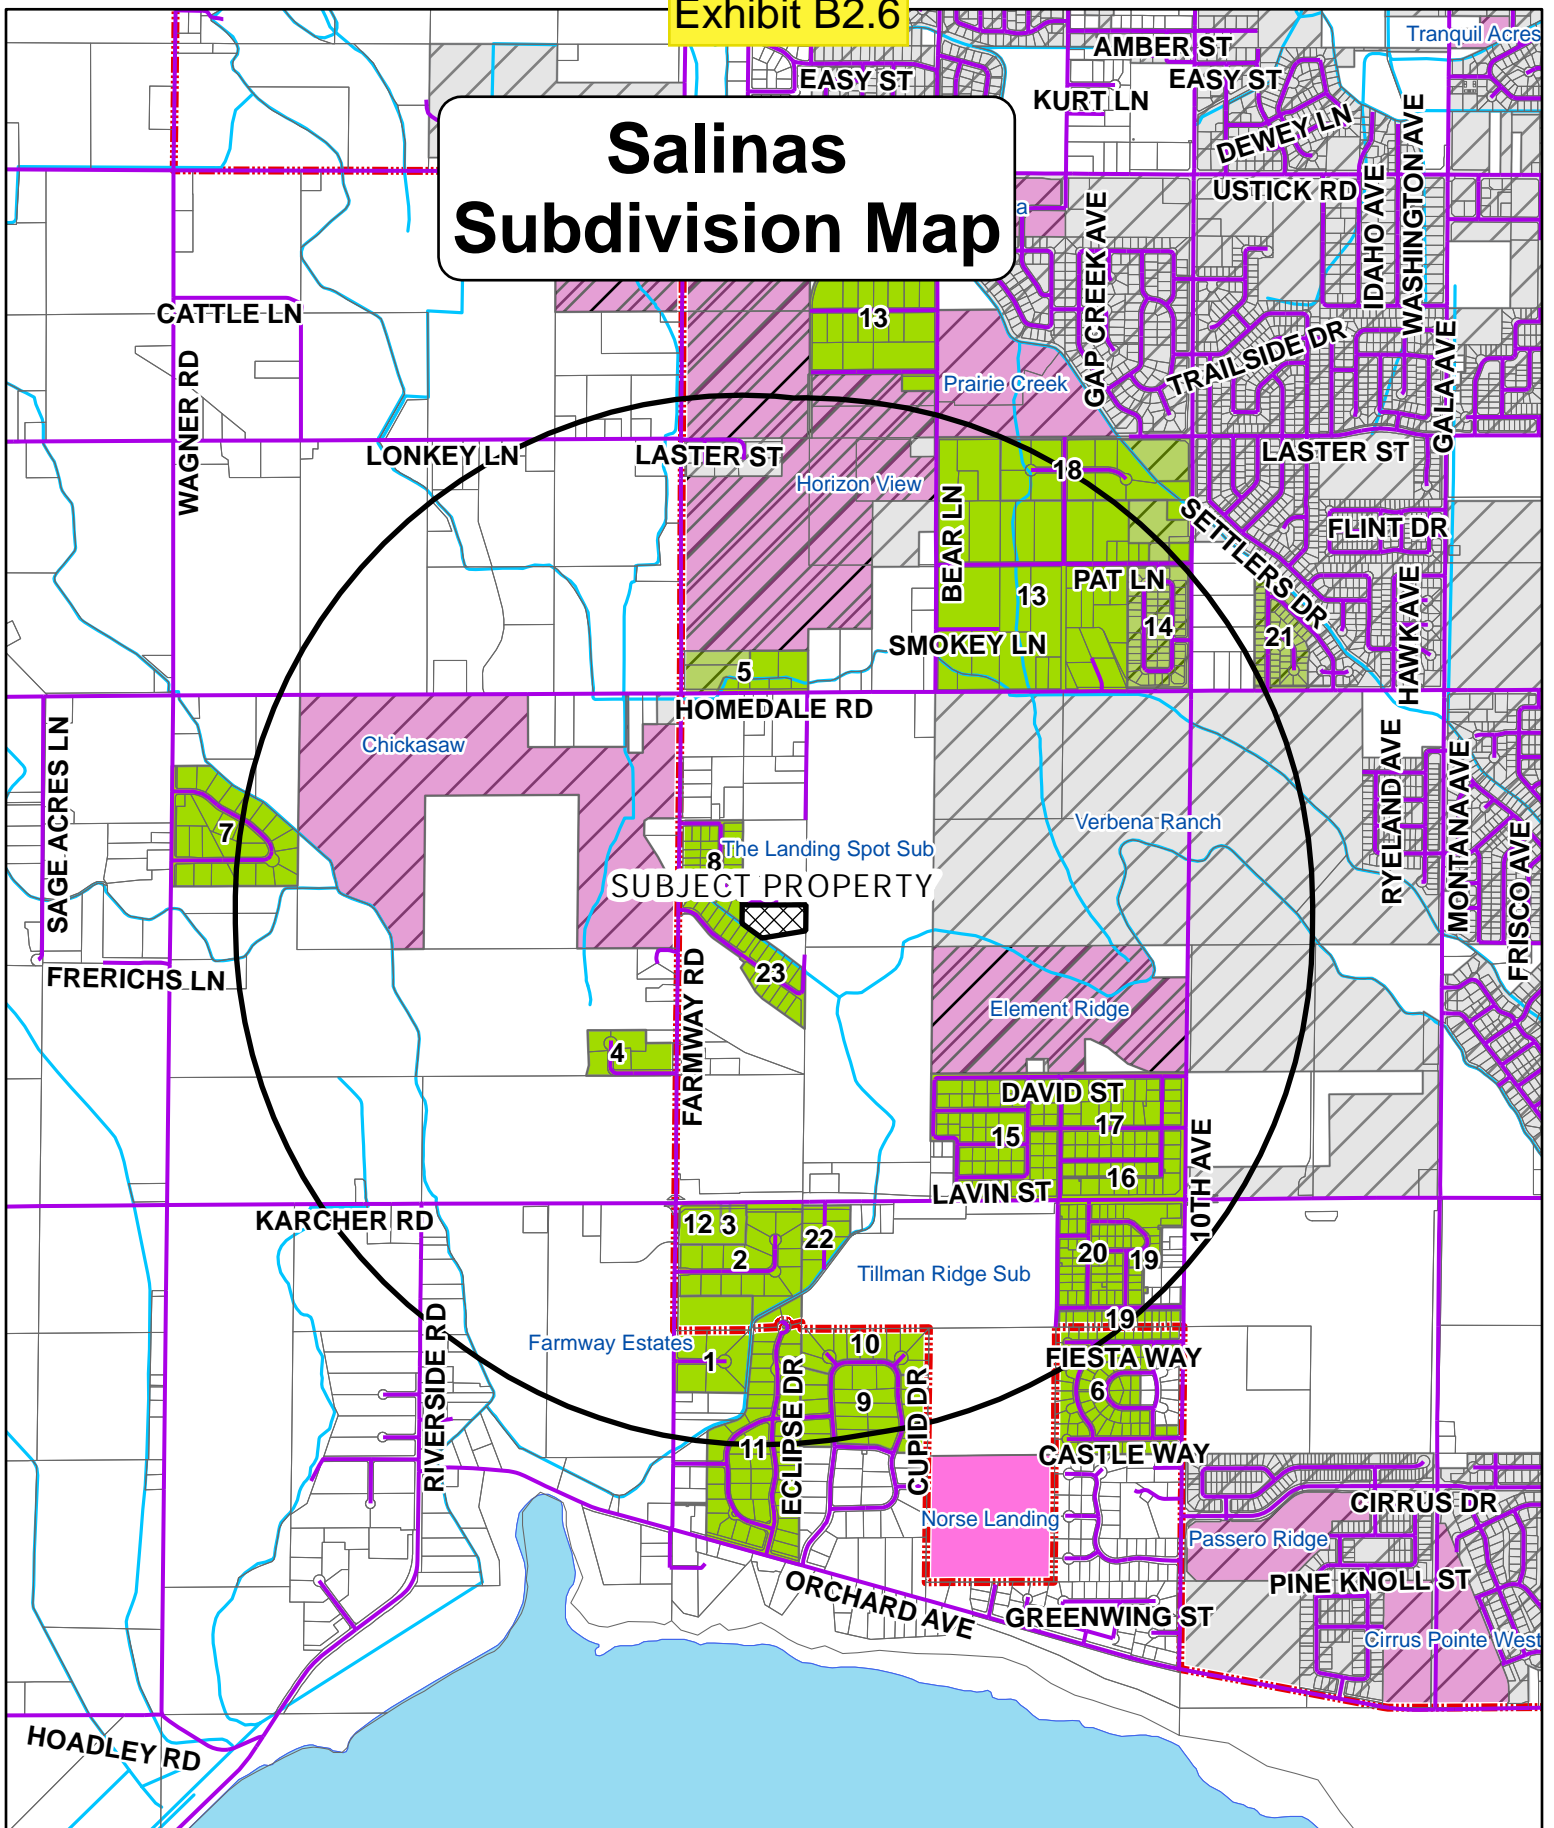 Exhibit B2.6
Salinas
Subdivision Map
Tranquil Acres
AMBER ST
EASY ST
EASY ST
KURT LN
DEWEY LN
WASHINGTON AVE
USTICK RD
IDAHO AVE
a
GAP CREEK AVE
CATTLE LN
13
TRAILSIDE DR
GALA AVE
WAGNER RD
Prairie Creek
LONKEY LN
LASTER ST
LASTER ST
18
Horizon View
BEAR LN
SETTLERS DR
FLINT DR
PAT LN
13
HAWK AVE
14
21
SMOKEY LN
5
HOMEDALE RD
SAGE ACRES LN
Chickasaw
RYELAND AVE
MONTANA AVE
FRISCO AVE
7
Verbena Ranch
The Landing Spot Sub
8
SUBJECT PROPERTY
23
FRERICHS LN
FARMWAY RD
Element Ridge
4
DAVID ST
17
15
16
10TH AVE
LAVIN ST
KARCHER RD
12 3
22
2
20
19
Tillman Ridge Sub
19
RIVERSIDE RD
Farmway Estates
1
10
FIESTA WAY
ECLIPSE DR
9
CUPID DR
6
11
CASTLE WAY
CIRRUS DR
Norse Landing
Passero Ridge
ORCHARD AVE
PINE KNOLL ST
GREENWING ST
Cirrus Pointe West
HOADLEY RD